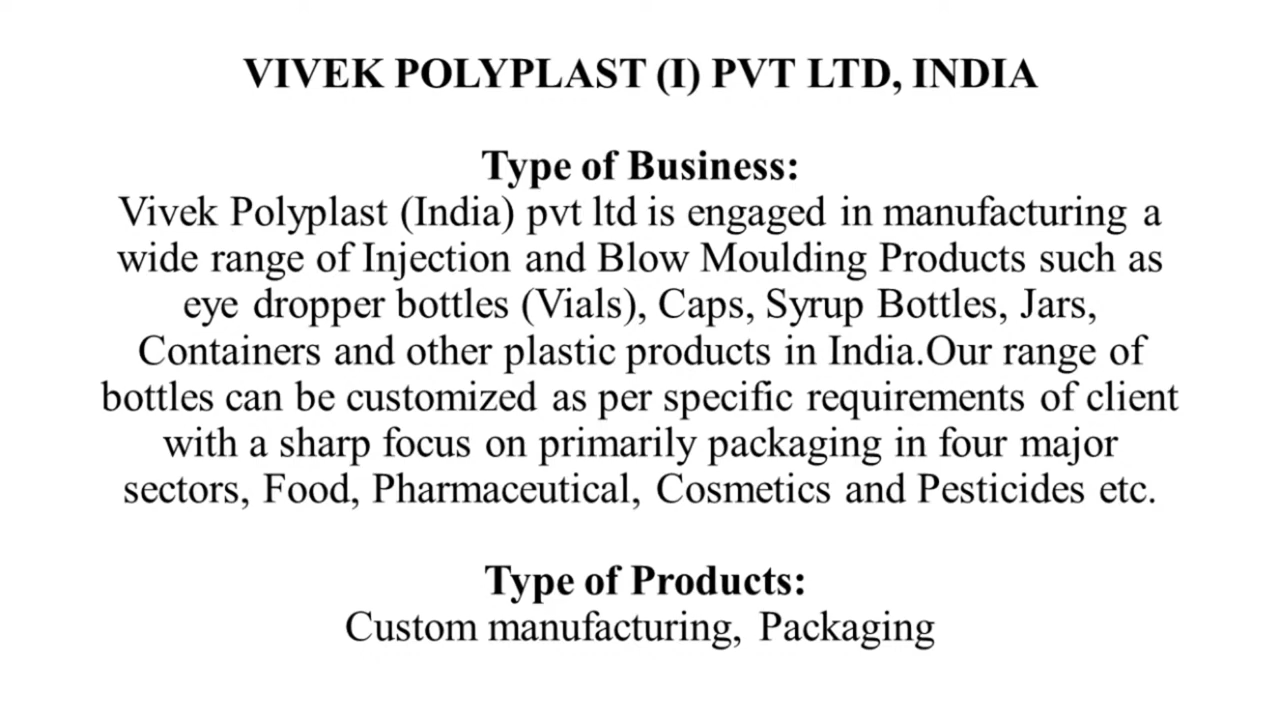 VIVEK POLYPLAST (I) PVT LTD, INDIA
Type of Business:
Vivek Polyplast (India) pvt ltd is engaged in manufacturing a
wide range of Injection and Blow Moulding Products such as
eye dropper bottles (Vials), Caps, Syrup Bottles, Jars,
Containers and other plastic products in India.Our range of
bottles can be customized as per specific requirements of client
with a sharp focus on primarily packaging in four major
sectors, Food, Pharmaceutical, Cosmetics and Pesticides etc.
Type of Products:
Custom manufacturing, Packaging